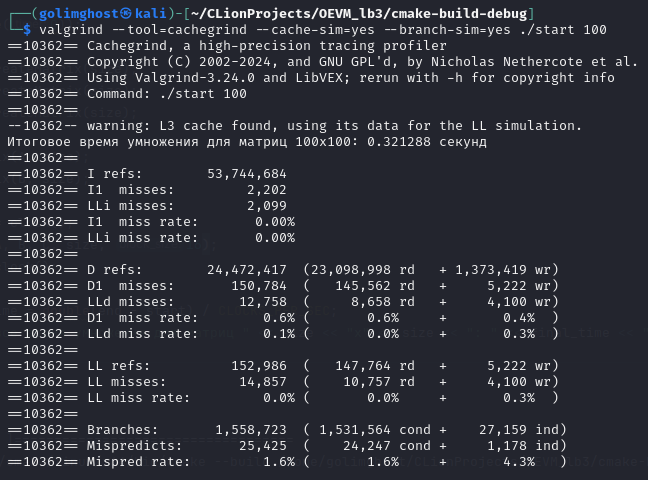 ┌──(golimghost㉿kali)-[~/CLionProjects/OEVM_lb3/cmake-build-debug]
└─$ valgrind --tool=cachegrind --cache-sim=yes --branch-sim=yes ./start 100
==10362== Cachegrind, a high-precision tracing profiler
==10362== Copyright (C) 2002-2024, and GNU GPL'd, by Nicholas Nethercote et al.
==10362== Using Valgrind-3.24.0 and LibVEX; rerun with -h for copyright info
==10362== Command: ./start 100
==10362==
--10362-- warning: L3 cache found, using its data for the LL simulation.
Итоговое время умножения для матриц 100x100: 0.321288 секунд
==10362==
==10362== I refs:        53,744,684
==10362== I1  misses:         2,202
==10362== LLi misses:         2,099
==10362== I1  miss rate:       0.00%
==10362== LLi miss rate:       0.00%
==10362==
==10362== D refs:        24,472,417  (23,098,998 rd   + 1,373,419 wr)
==10362== D1  misses:       150,784  (   145,562 rd   +     5,222 wr)
==10362== LLd misses:        12,758  (     8,658 rd   +     4,100 wr)
==10362== D1  miss rate:        0.6% (       0.6%     +       0.4%  )
==10362== LLd miss rate:        0.1% (       0.0%     +       0.3%  )
==10362==
==10362== LL refs:          152,986  (   147,764 rd   +     5,222 wr)
==10362== LL misses:         14,857  (    10,757 rd   +     4,100 wr)
==10362== LL miss rate:         0.0% (       0.0%     +       0.3%  )
==10362==
==10362== Branches:       1,558,723  ( 1,531,564 cond +    27,159 ind)
==10362== Mispredicts:       25,425  (    24,247 cond +     1,178 ind)
==10362== Mispred rate:         1.6% (       1.6%     +       4.3%  )